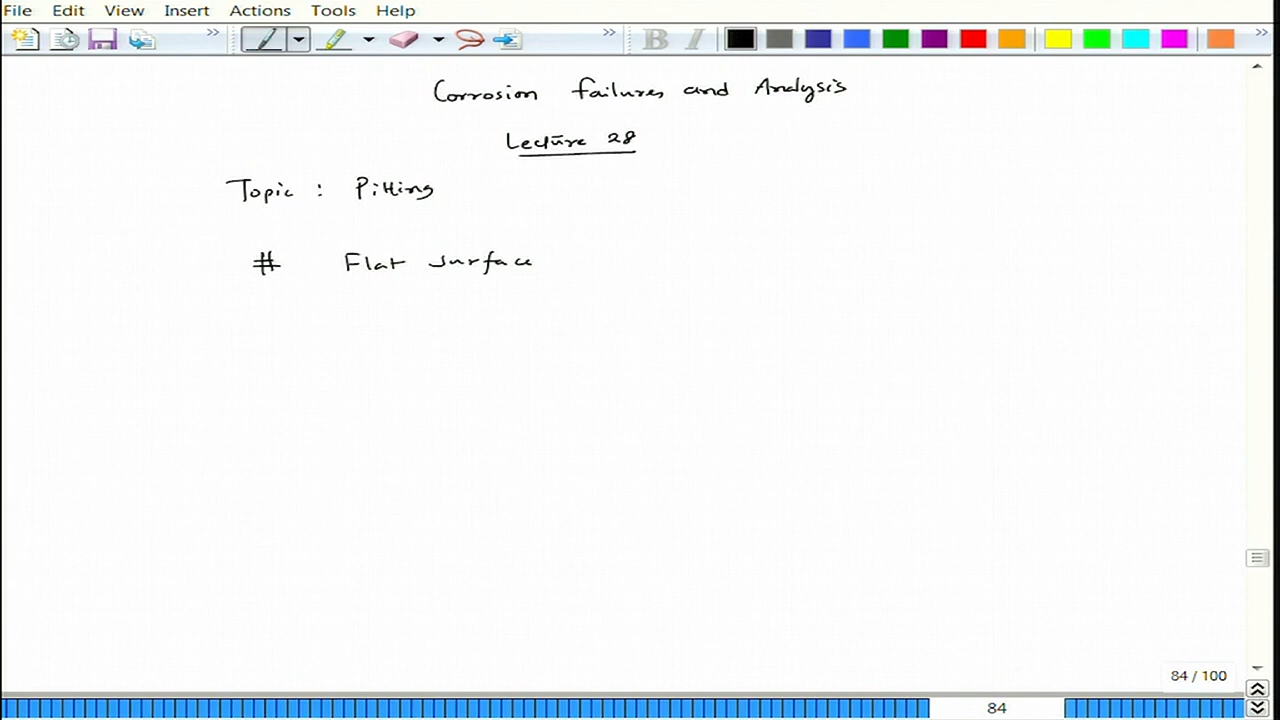 File Edit View Insert Actions Tools Help
B I
Corrosion failures and Analysis
Lecture 28
Topic : Pitting
# Flat surface
84 / 100
84